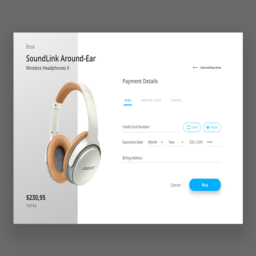 Bose
SoundLink Around-Ear
Wireless Headphones II
Payment Details
Credit Card Number
Scan
Expiration Date
Month
Year
CVC / CVV
Billing Address
$230,95
TOTAL
Cancel
Buy